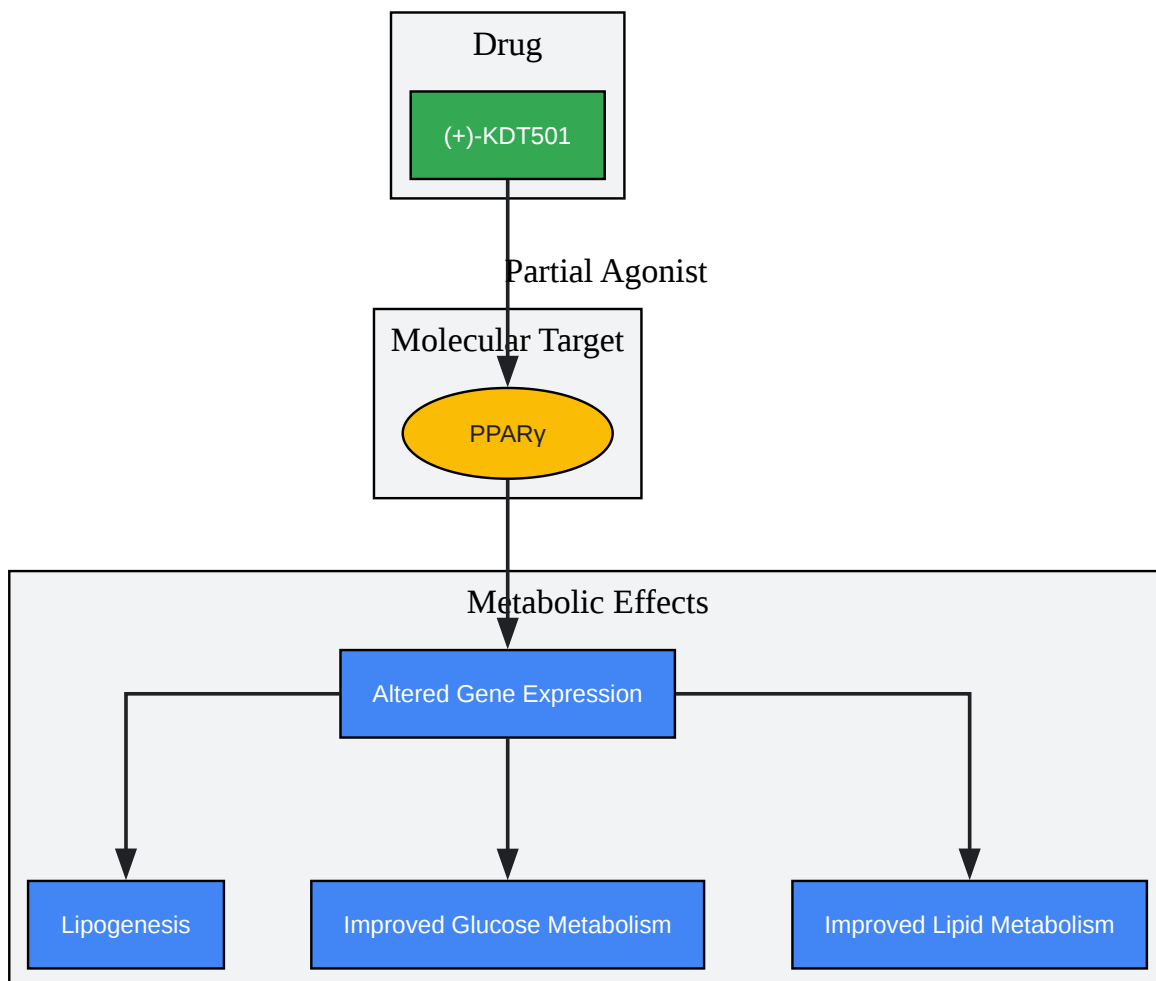 Drug
(+)-KDT501
Partial Agonist
Molecular Target
PPARγ
Metabolic Effects
Altered Gene Expression
Lipogenesis
Improved Glucose Metabolism
Improved Lipid Metabolism